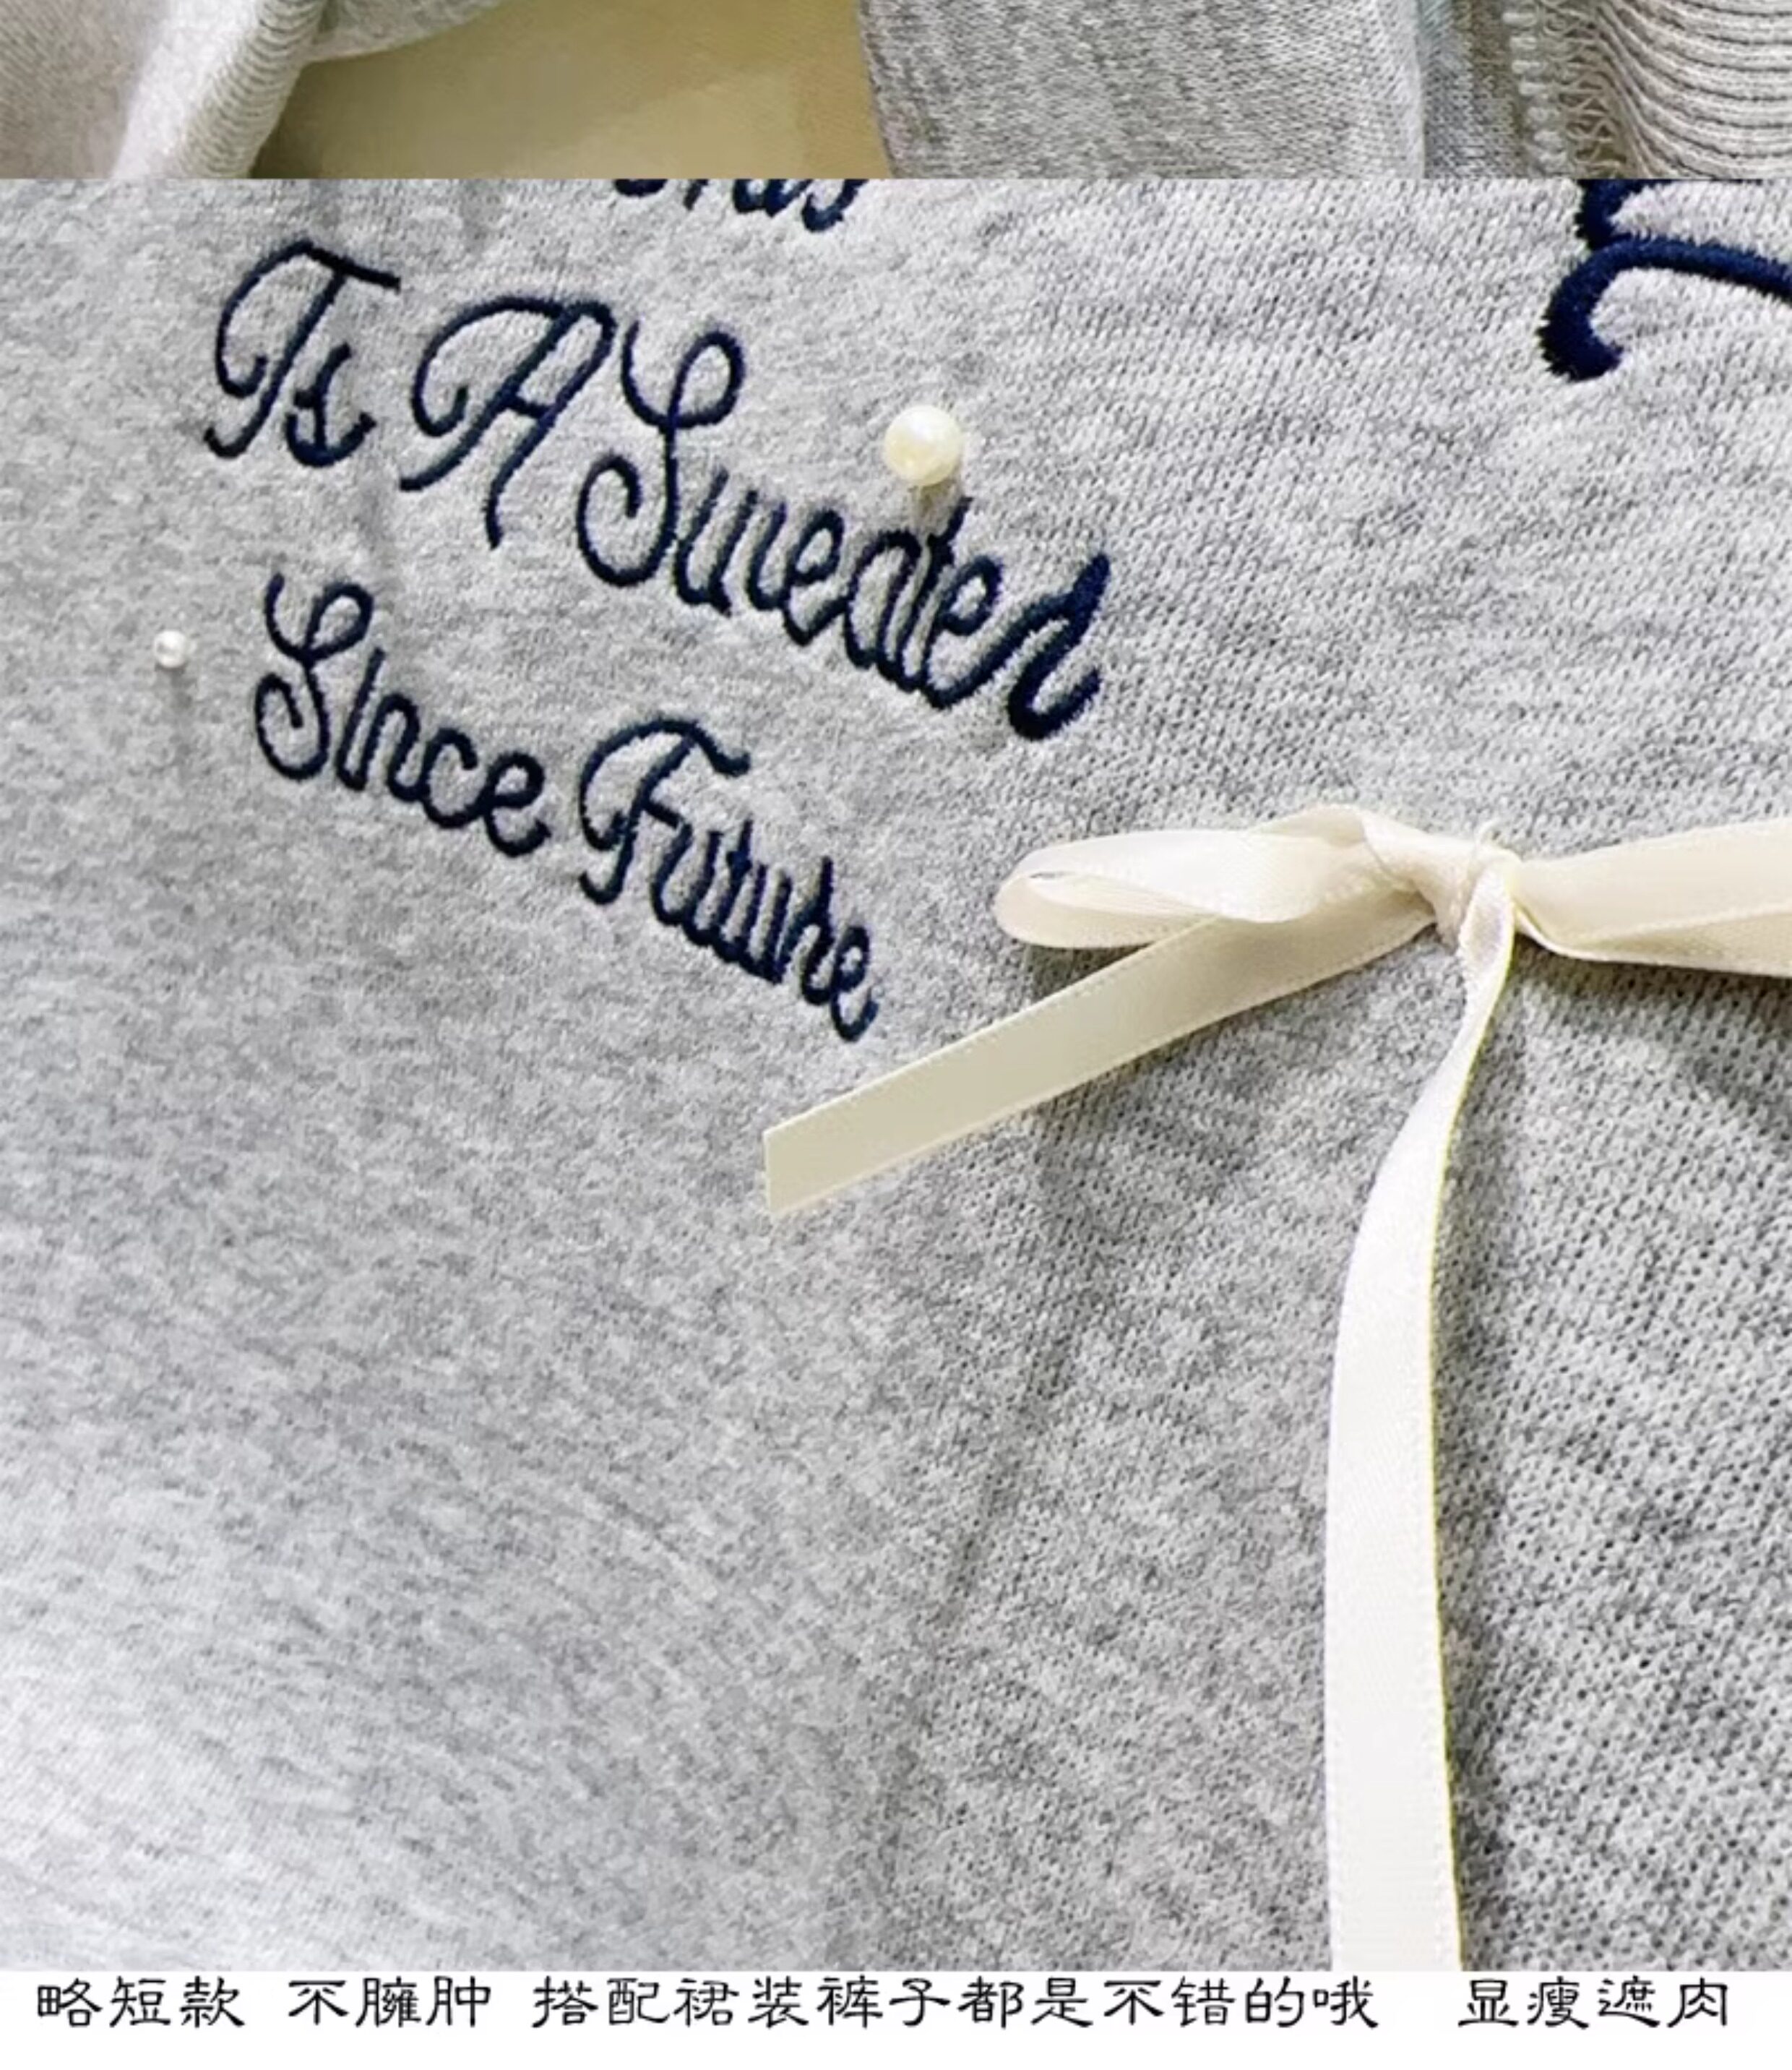 Is A Sweater
Since Future
略短款 不臃肿 搭配裙装裤子都是不错的哦 显瘦遮肉